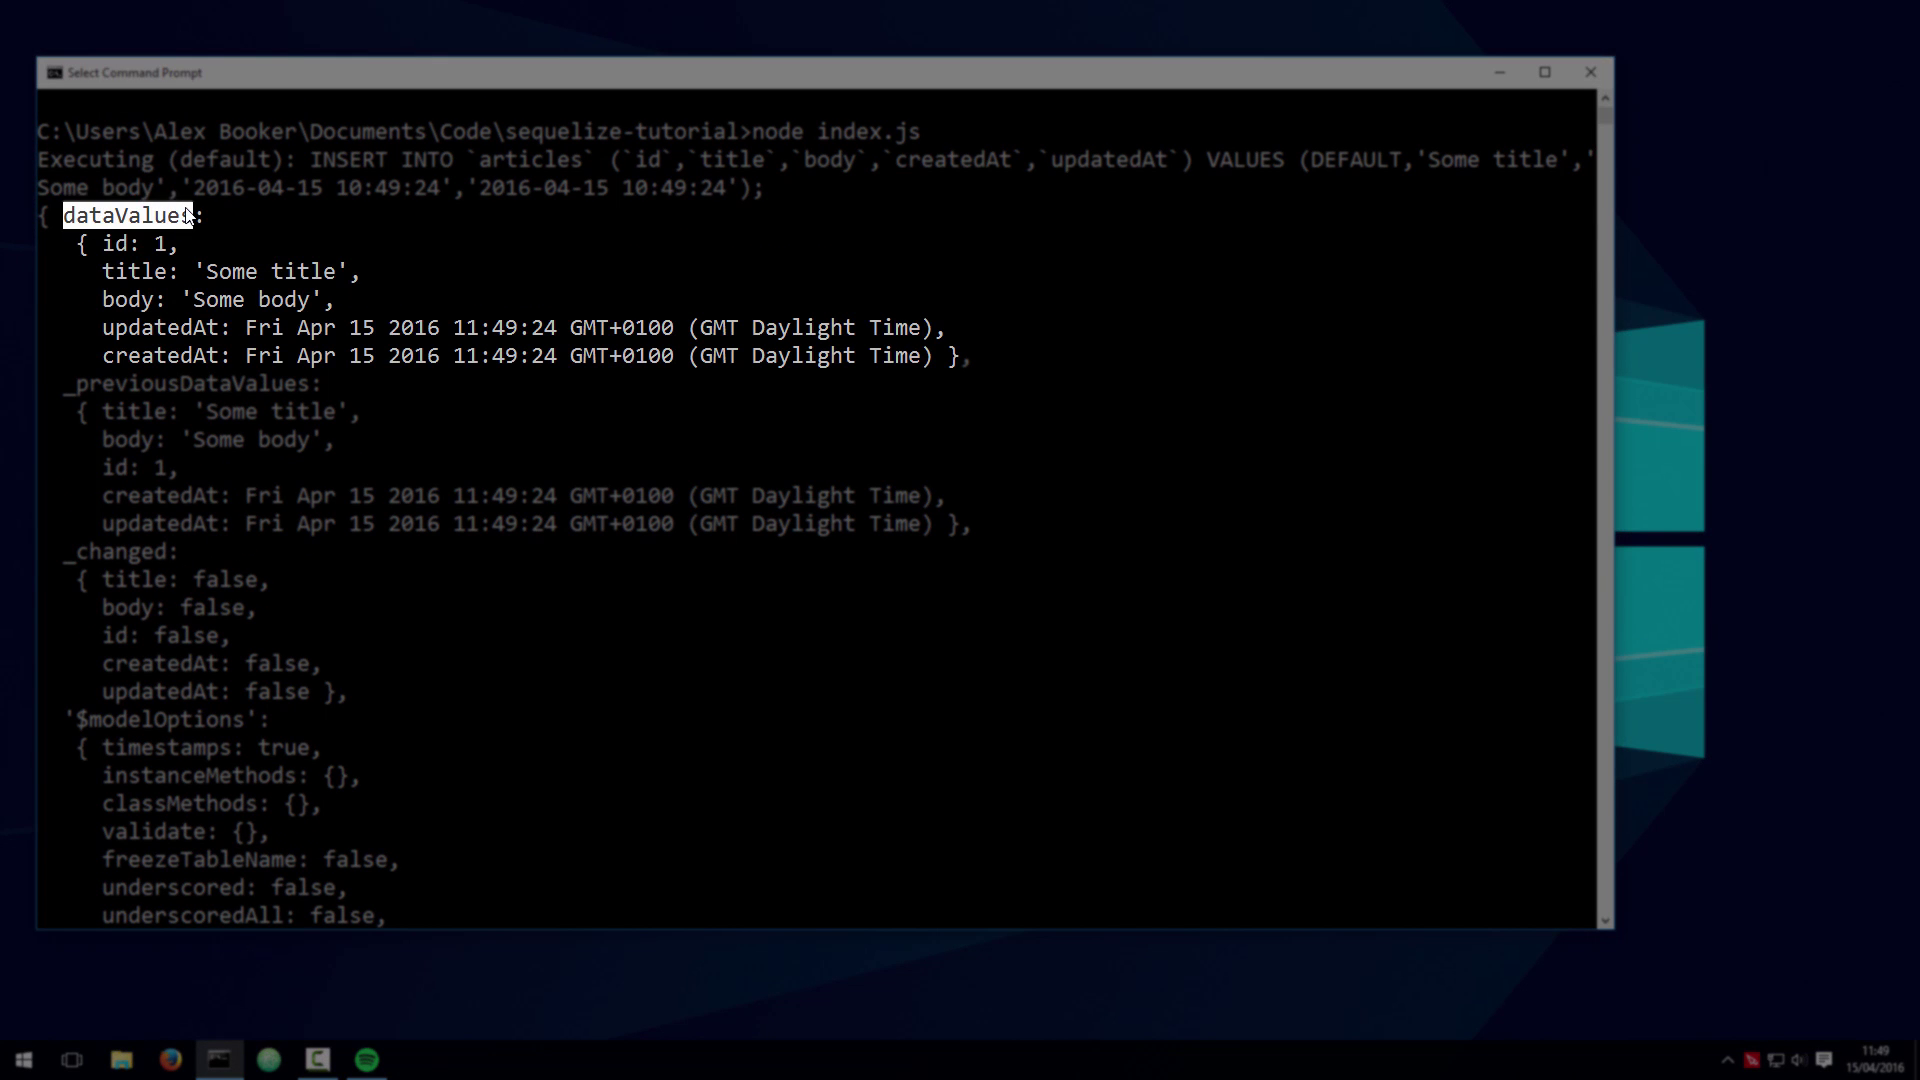 Select Command Prompt
C:\Users\Alex Booker\Documents\Code\sequelize-tutorial>node index.js
Executing (default): INSERT INTO `articles` (`id`,`title`,`body`,`createdAt`,`updatedAt`) VALUES (DEFAULT,'Some title','
Some body','2016-04-15 10:49:24','2016-04-15 10:49:24');
{ dataValues:
{ id: 1,
title: 'Some title',
body: 'Some body',
updatedAt: Fri Apr 15 2016 11:49:24 GMT+0100 (GMT Daylight Time),
createdAt: Fri Apr 15 2016 11:49:24 GMT+0100 (GMT Daylight Time) },
_previousDataValues:
{ title: 'Some title',
body: 'Some body',
id: 1,
createdAt: Fri Apr 15 2016 11:49:24 GMT+0100 (GMT Daylight Time),
updatedAt: Fri Apr 15 2016 11:49:24 GMT+0100 (GMT Daylight Time) },
_changed:
{ title: false,
body: false,
id: false,
createdAt: false,
updatedAt: false },
'$modelOptions':
{ timestamps: true,
instanceMethods: {},
classMethods: {},
validate: {},
freezeTableName: false,
underscored: false,
underscoredAll: false,
11:49
15/04/2016